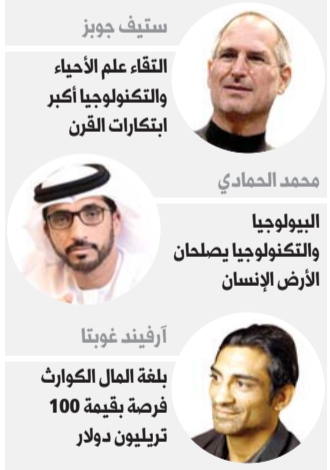 ستيف جوبز
التقاء علم الأحياء
والتكنولوجيا أكبر
ابتكارات القرن
محمد الحمادي
البيولوجيا
والتكنولوجيا يصلحان
الأرض الإنسان
آرفيند غوبتا
بلغة المال الكوارث
فرصة بقيمة 100
تريليون دولار